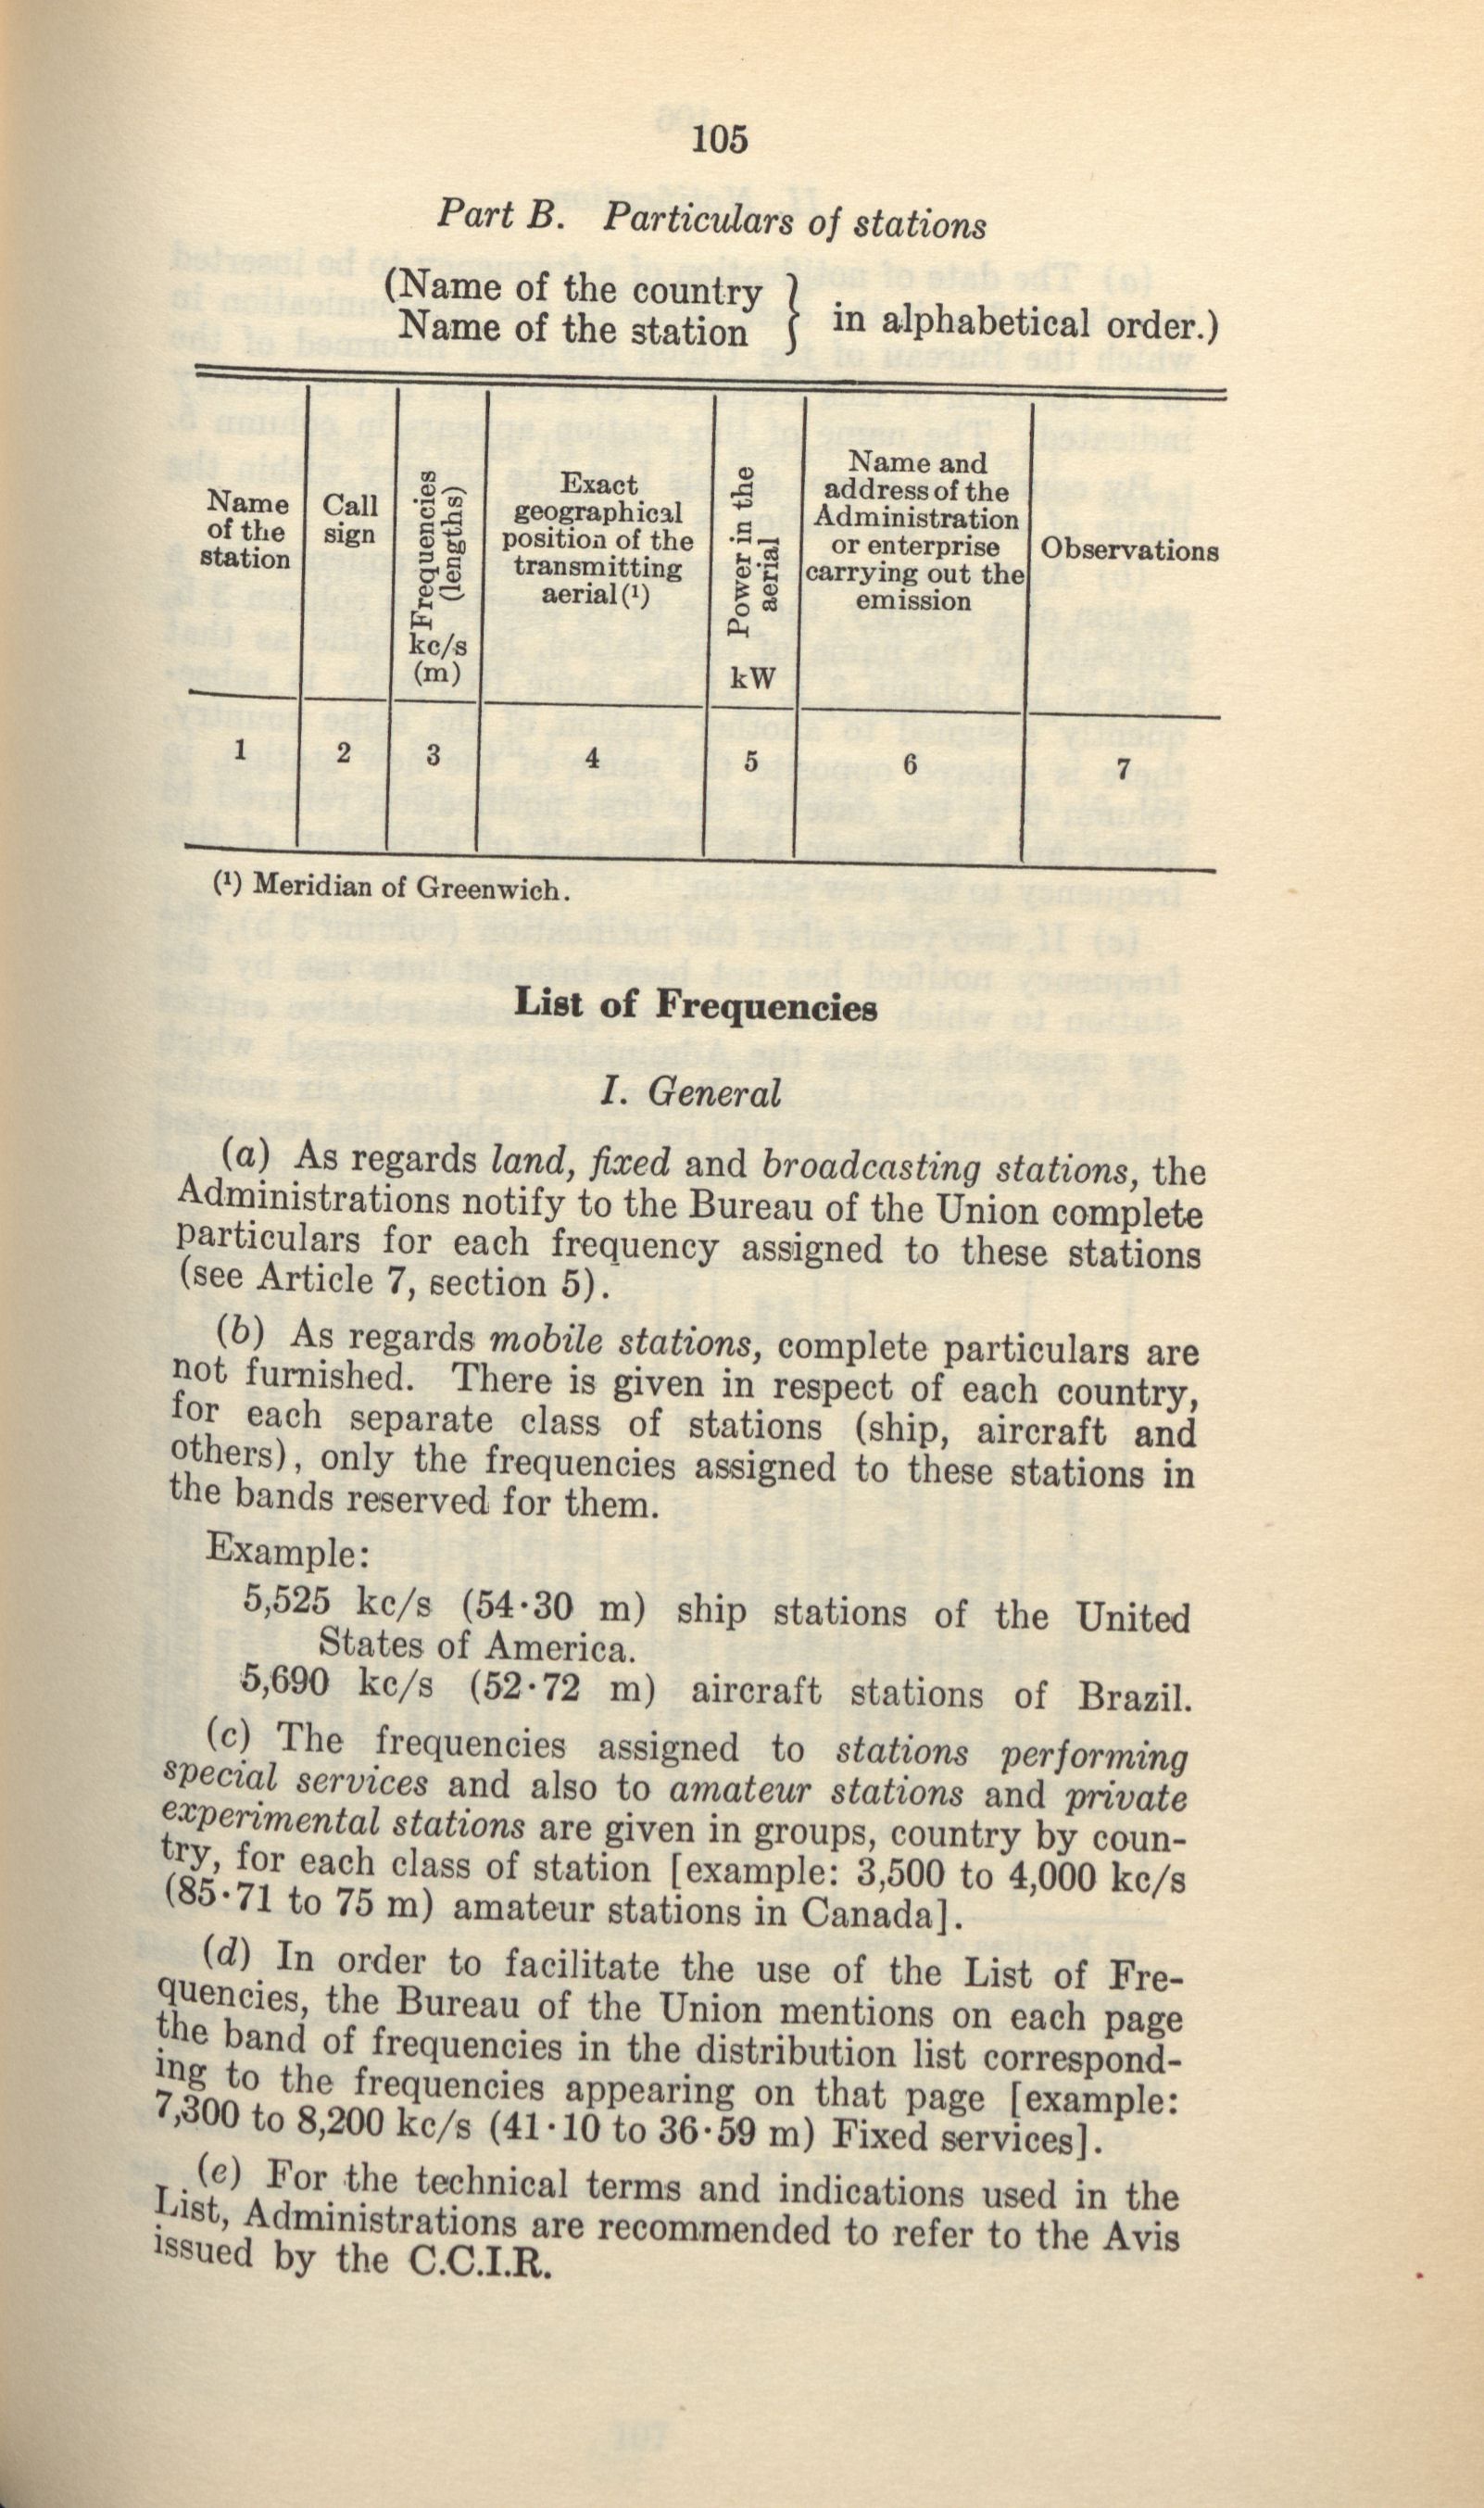 105
Part B. Particulars of stations
(Name of the country
Name of the station } in alphabetical order.)
Name
of the
station
Call
sign
Frequencies
(lengths)
kc/s
(m)
Exact
geographical
position of the
transmitting
aerial(¹)
Power in the
aerial
kW
Name and
address of the
Administration
or enterprise
carrying out the
emission
Observations
1 2 3 4 5 6 7
(¹) Meridian of Greenwich.
List of Frequencies
I. General
(a) As regards land, fixed and broadcasting stations, the
Administrations notify to the Bureau of the Union complete
particulars for each frequency assigned to these stations
(see Article 7, section 5).
(b) As regards mobile stations, complete particulars are
not furnished. There is given in respect of each country,
for each separate class of stations (ship, aircraft and
others), only the frequencies assigned to these stations in
the bands reserved for them.
Example:
5,525 kc/s (54·30 m) ship stations of the United
States of America.
5,690 kc/s (52·72 m) aircraft stations of Brazil.
(c) The frequencies assigned to stations performing
special services and also to amateur stations and private
experimental stations are given in groups, country by coun-
try, for each class of station [example: 3,500 to 4,000 kc/s
(85·71 to 75 m) amateur stations in Canada].
(d) In order to facilitate the use of the List of Fre-
quencies, the Bureau of the Union mentions on each page
the band of frequencies in the distribution list correspond-
ing to the frequencies appearing on that page [example:
7,300 to 8,200 kc/s (41·10 to 36·59 m) Fixed services].
(e) For the technical terms and indications used in the
List, Administrations are recommended to refer to the Avis
issued by the C.C.I.R.